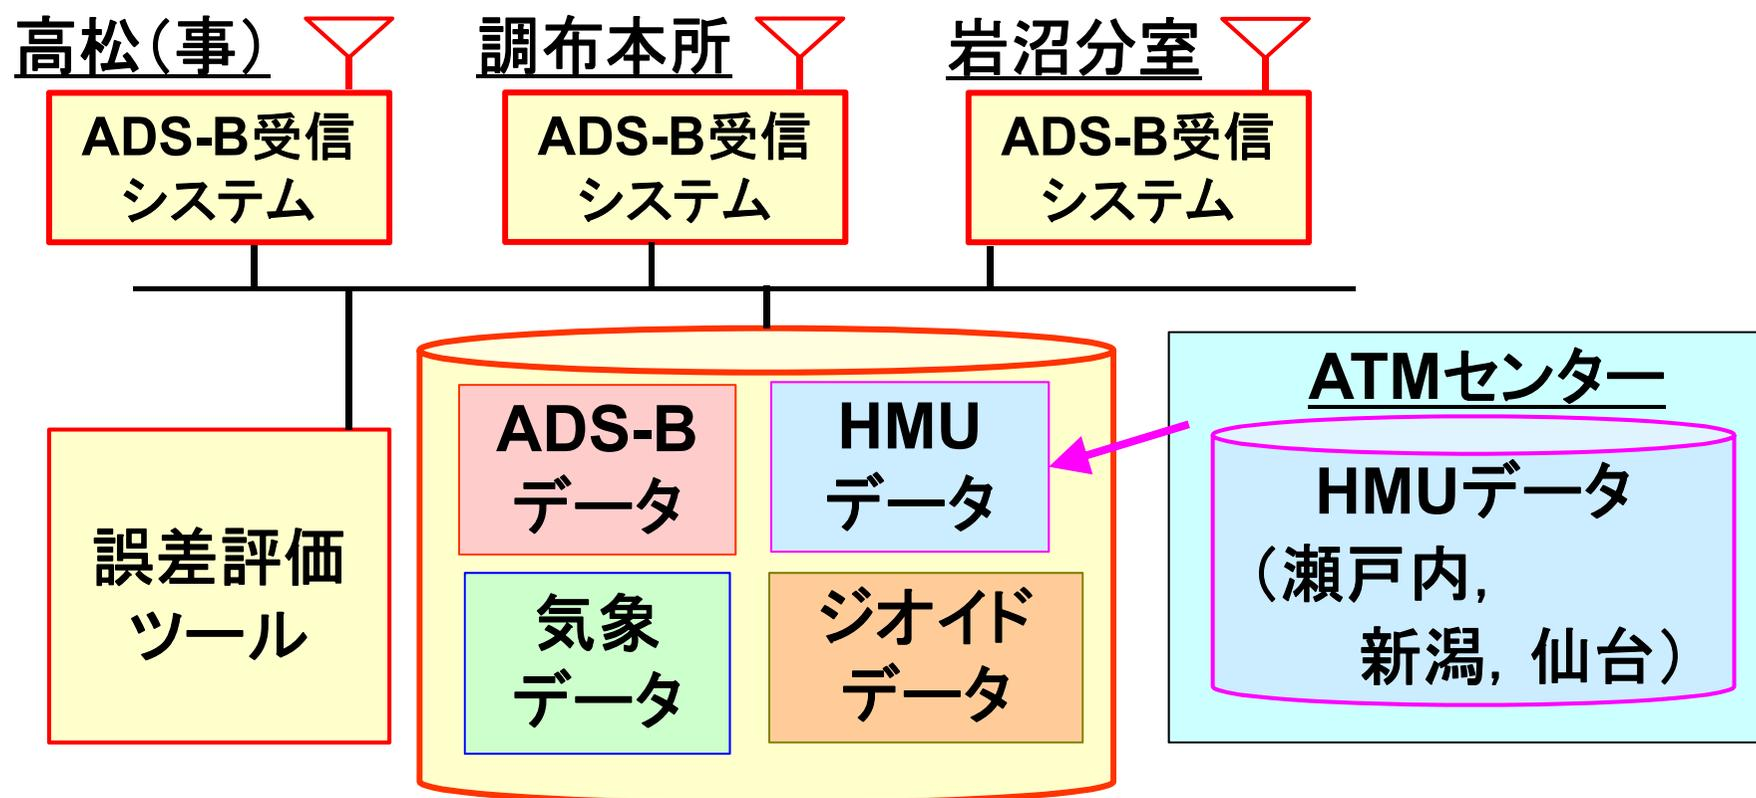 高松（事）
調布本所
岩沼分室
ADS-B受信
システム
ADS-B受信
システム
ADS-B受信
システム
誤差評価
ツール
ADS-B
データ
HMU
データ
気象
データ
ジオイド
データ
ATMセンター
HMUデータ
（瀬戸内，
新潟，仙台）